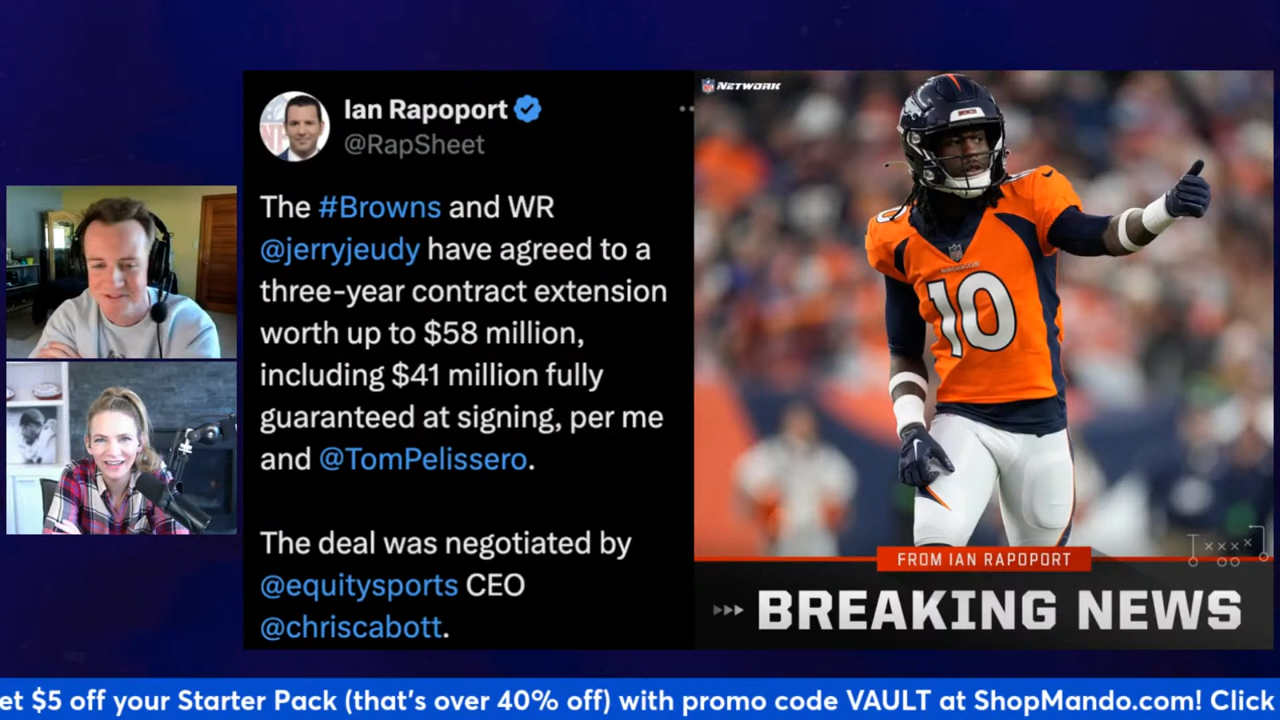 Ian Rapoport
@RapSheet
The #Browns and WR
@jerryjeudy have agreed to a
three-year contract extension
worth up to $58 million,
including $41 million fully
guaranteed at signing, per me
and @TomPelissero.
The deal was negotiated by
@equitysports CEO
@chriscabott.
NFL NETWORK
BRONCOS
10
FROM IAN RAPOPORT
BREAKING NEWS
et $5 off your Starter Pack (that's over 40% off) with promo code VAULT at ShopMando.com! Click